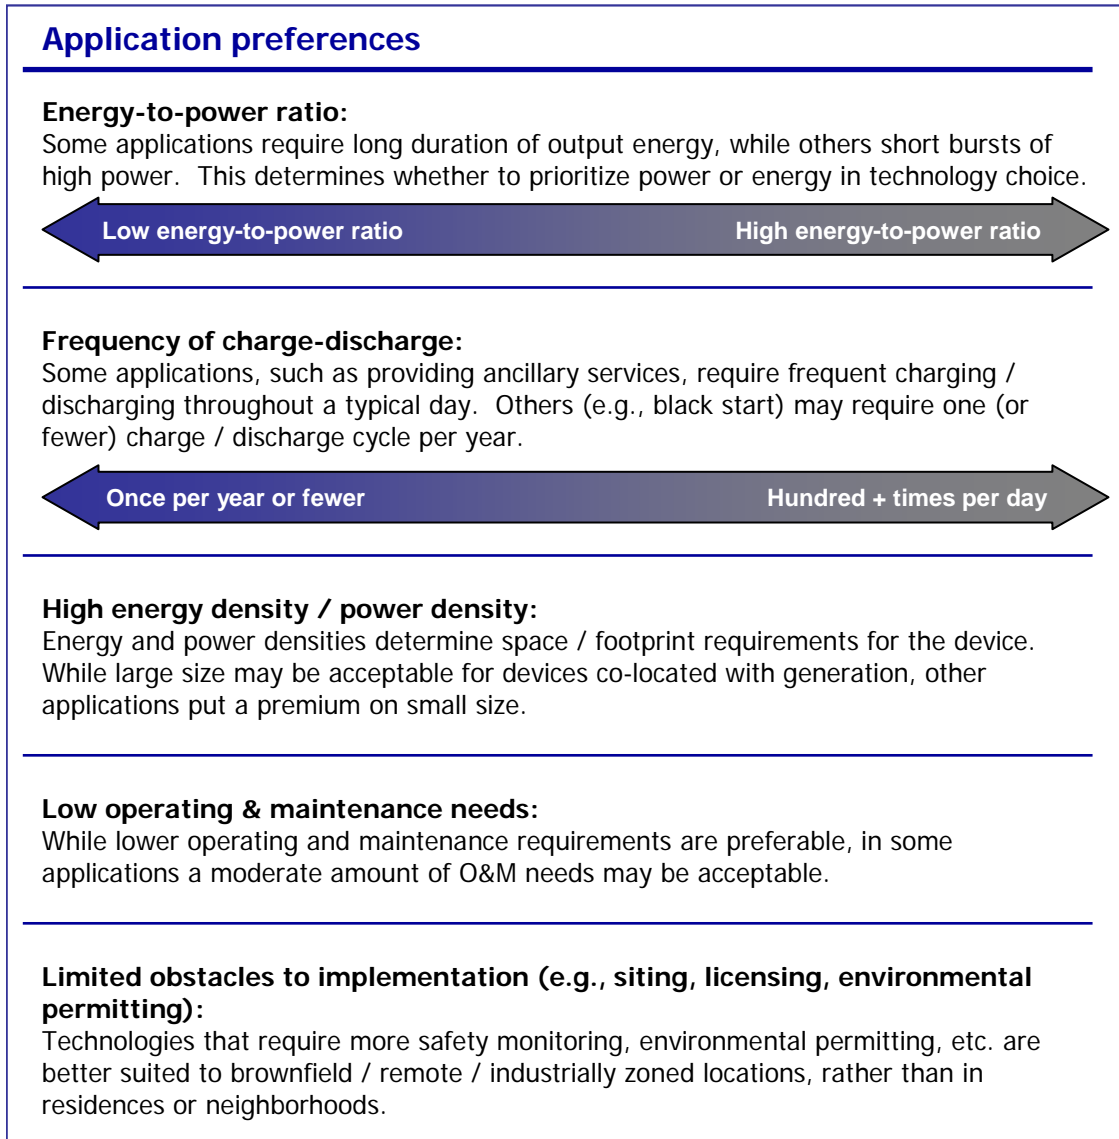 Application preferences
Energy-to-power ratio:
Some applications require long duration of output energy, while others short bursts of
high power.  This determines whether to prioritize power or energy in technology choice.
Low energy-to-power ratio
High energy-to-power ratio
Frequency of charge-discharge:
Some applications, such as providing ancillary services, require frequent charging /
discharging throughout a typical day.  Others (e.g., black start) may require one (or
fewer) charge / discharge cycle per year.
Once per year or fewer
Hundred + times per day
High energy density / power density:
Energy and power densities determine space / footprint requirements for the device.
While large size may be acceptable for devices co-located with generation, other
applications put a premium on small size.
Low operating & maintenance needs:
While lower operating and maintenance requirements are preferable, in some
applications a moderate amount of O&M needs may be acceptable.
Limited obstacles to implementation (e.g., siting, licensing, environmental
permitting):
Technologies that require more safety monitoring, environmental permitting, etc. are
better suited to brownfield / remote / industrially zoned locations, rather than in
residences or neighborhoods.